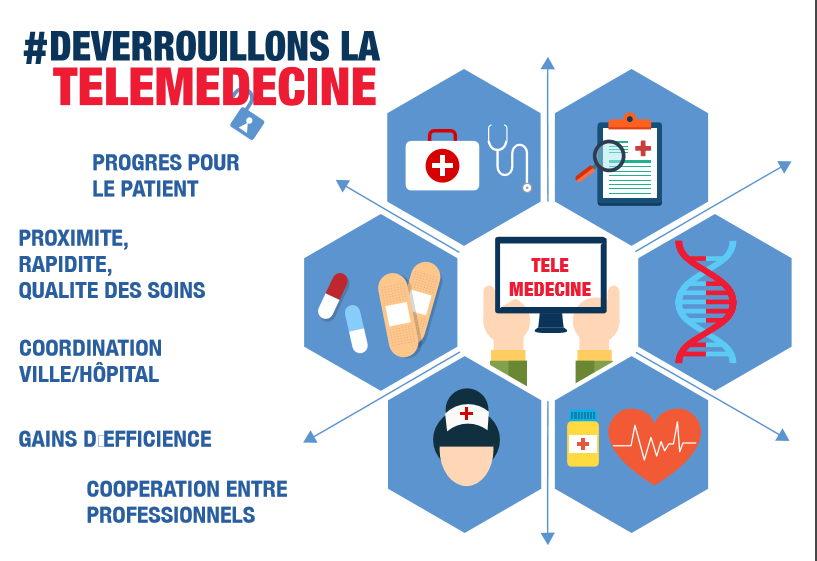 #DEVERROUILLONS LA
TELEMEDECINE
PROGRES POUR
LE PATIENT
PROXIMITE,
RAPIDITE,
QUALITE DES SOINS
COORDINATION
VILLE/HÔPITAL
GAINS D□EFFICIENCE
COOPERATION ENTRE
PROFESSIONNELS
TELE
MEDECINE